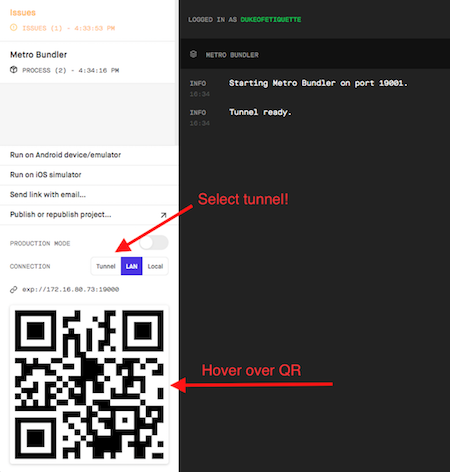 Issues
ISSUES (1) - 4:33:53 PM
Metro Bundler
PROCESS (2) - 4:34:16 PM
Run on Android device/emulator
Run on iOS simulator
Send link with email...
Publish or republish project...
PRODUCTION MODE
CONNECTION
Tunnel LAN Local
exp://172.16.80.73:19000
LOGGED IN AS DUKEOFETIQUETTE
METRO BUNDLER
INFO Starting Metro Bundler on port 19001.
16:34
INFO Tunnel ready.
16:34
Select tunnel!
Hover over QR